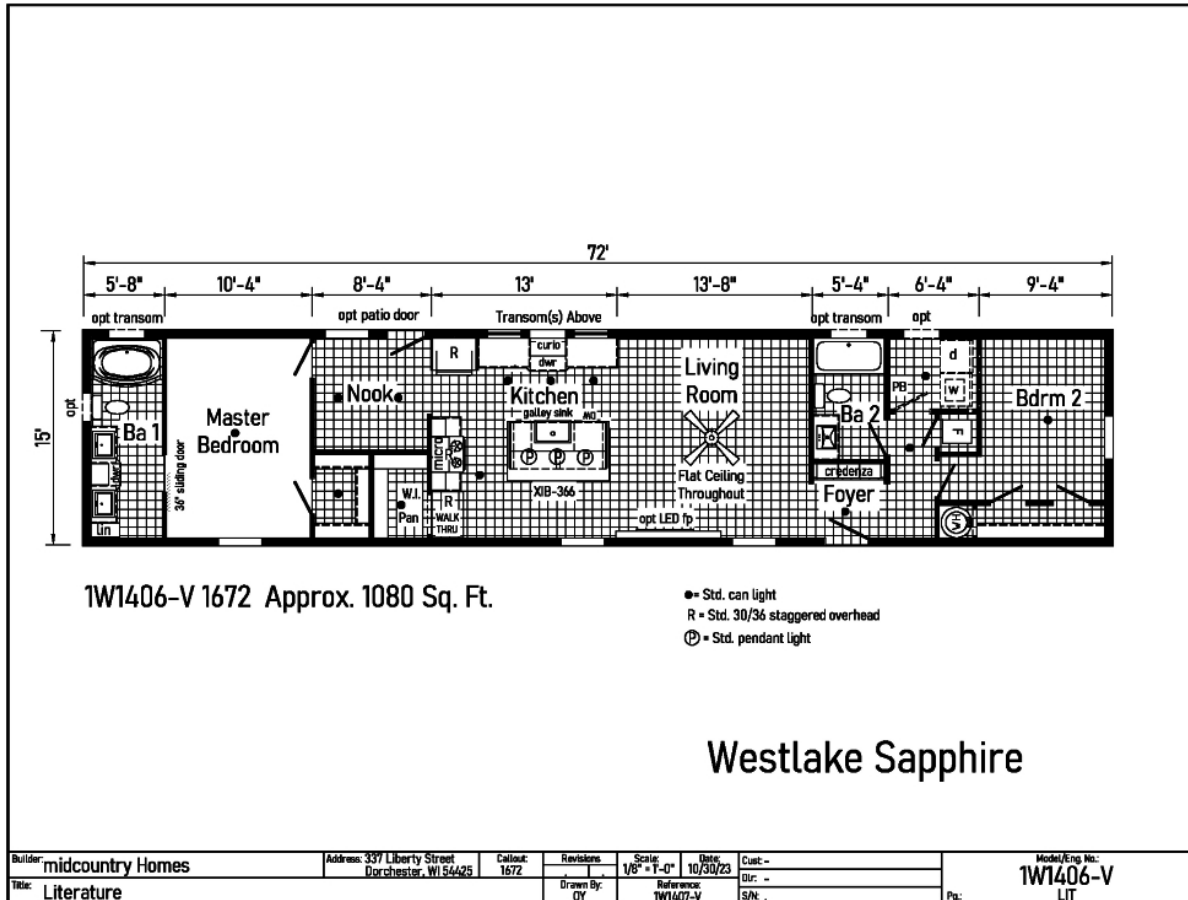 72'
5'-8" 10'-4" 8'-4" 13' 13'-8" 5'-4" 6'-4" 9'-4"
opt transom
opt patio door
Transom(s) Above
opt transom
opt
15'
opt
Ba 1
dwr
lin
36" sliding door
Master
Bedroom
Nook
W.I.
Pan
R
micro
R
R
WALK
THRU
curio
dwr
Kitchen
galley sink
DW
P P P
XIB-366
Living
Room
Flat Ceiling
Throughout
opt LED fp
Ba 2
credenza
Foyer
PB
d
w
F
WH
Bdrm 2
1W1406-V 1672 Approx. 1080 Sq. Ft.
●= Std. can light
R = Std. 30/36 staggered overhead
Ⓟ = Std. pendant light
Westlake Sapphire
Builder: midcountry Homes
Address: 337 Liberty Street
Dorchester, WI 54425
Callout:
1672
Revisions
Scale:
1/8" = 1'-0"
Date:
10/30/23
Cust: -
Dlr: -
S/N: .
Model/Eng. No.:
1W1406-V
Title: Literature
Drawn By:
OY
Reference:
1W1407-V
Pg.: LIT